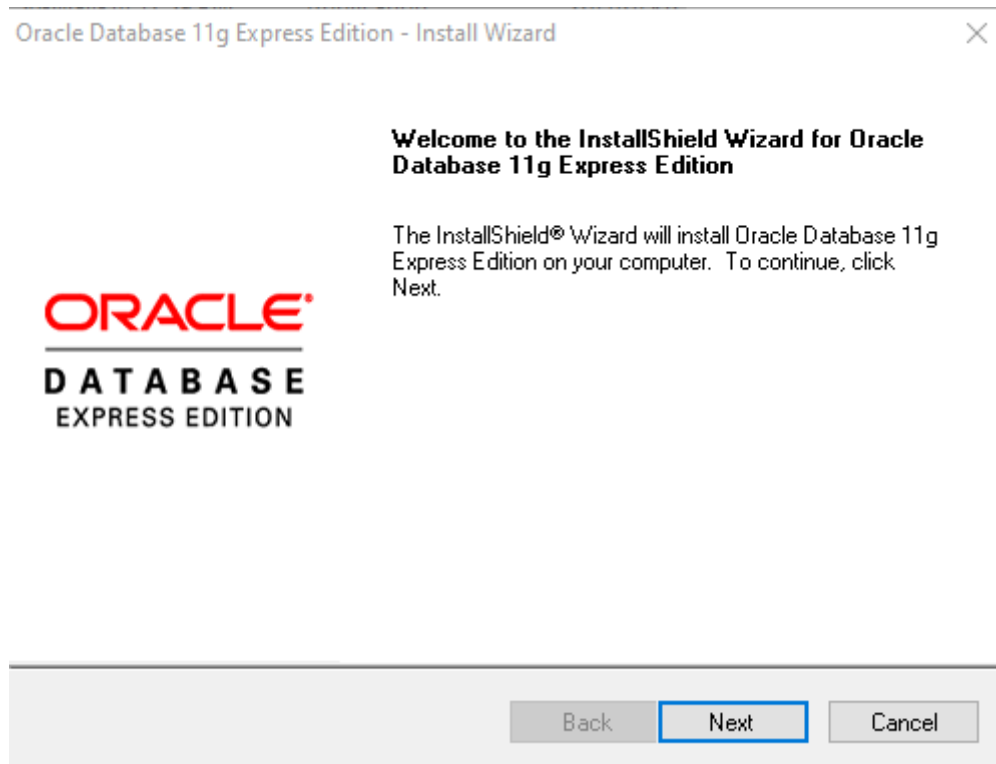 Oracle Database 11g Express Edition - Install Wizard
Welcome to the InstallShield Wizard for Oracle
Database 11g Express Edition
The InstallShield® Wizard will install Oracle Database 11g
Express Edition on your computer. To continue, click
Next.
ORACLE®
DATABASE
EXPRESS EDITION
Back
Next
Cancel